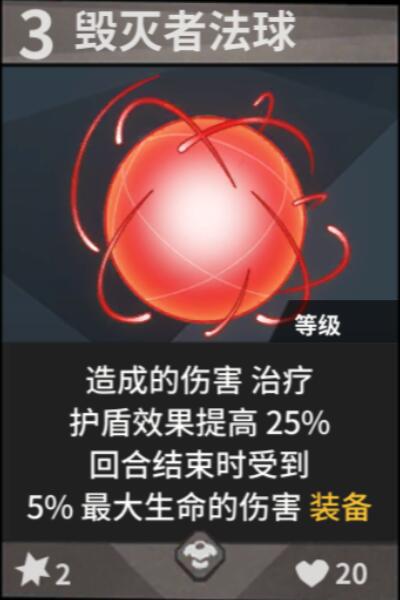 3 毁灭者法球
等级
造成的伤害 治疗
护盾效果提高 25%
回合结束时受到
5% 最大生命的伤害 装备
2
20